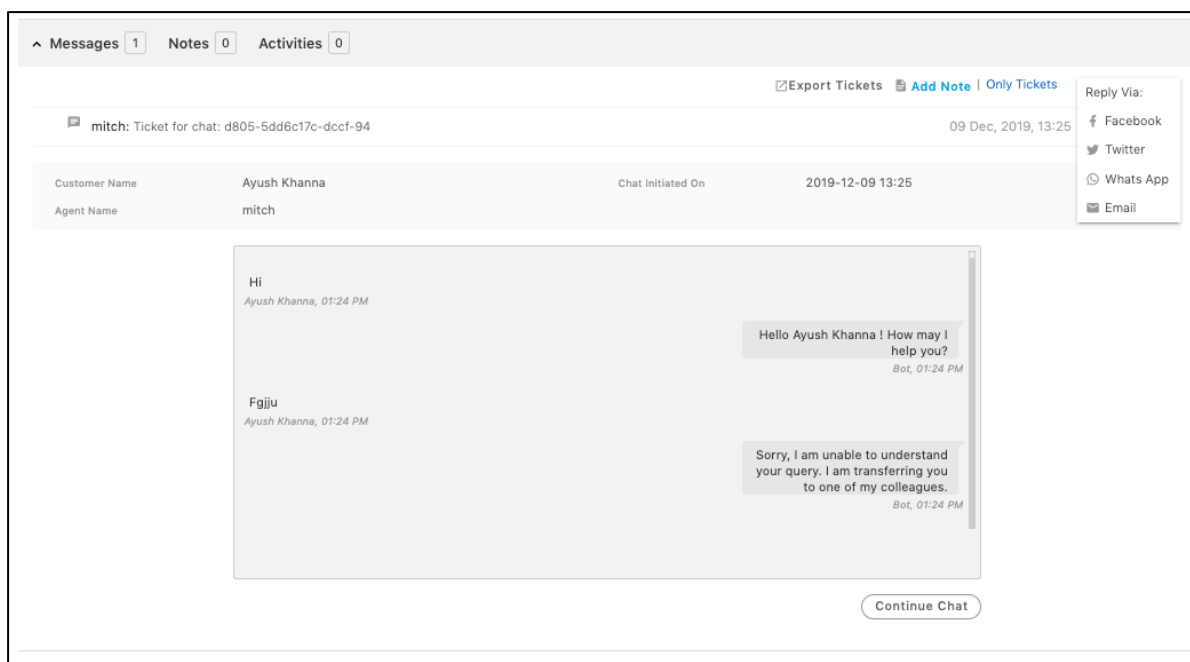 Messages 1 Notes 0 Activities 0
Export Tickets Add Note | Only Tickets
Reply Via:
Facebook
Twitter
Whats App
Email
mitch: Ticket for chat: d805-5dd6c17c-dccf-94 09 Dec, 2019, 13:25
Customer Name Ayush Khanna Chat Initiated On 2019-12-09 13:25
Agent Name mitch
Hi
Ayush Khanna, 01:24 PM
Hello Ayush Khanna ! How may I
help you?
Bot, 01:24 PM
Fgjju
Ayush Khanna, 01:24 PM
Sorry, I am unable to understand
your query. I am transferring you
to one of my colleagues.
Bot, 01:24 PM
Continue Chat